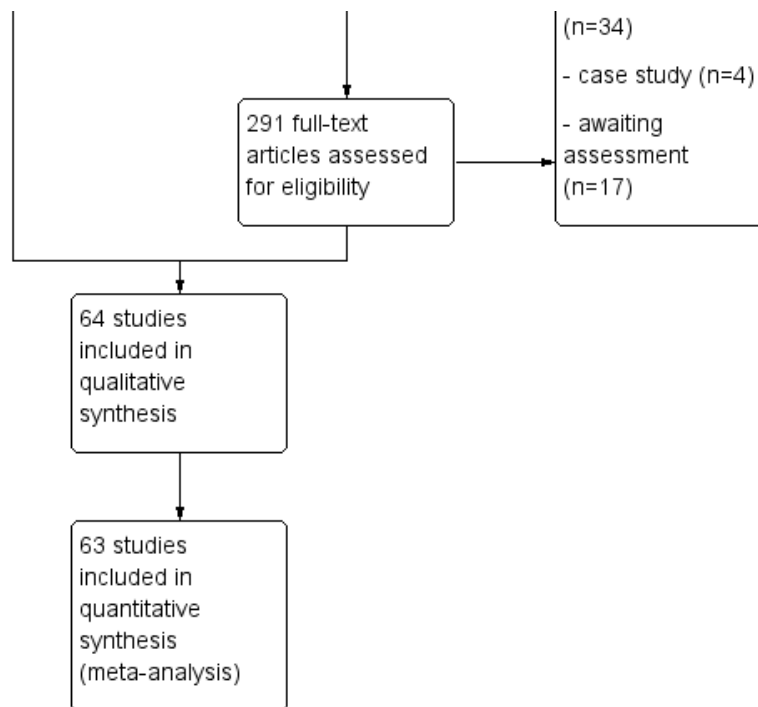 (n=34)
- case study (n=4)
- awaiting
assessment
(n=17)
291 full-text
articles assessed
for eligibility
64 studies
included in
qualitative
synthesis
63 studies
included in
quantitative
synthesis
(meta-analysis)